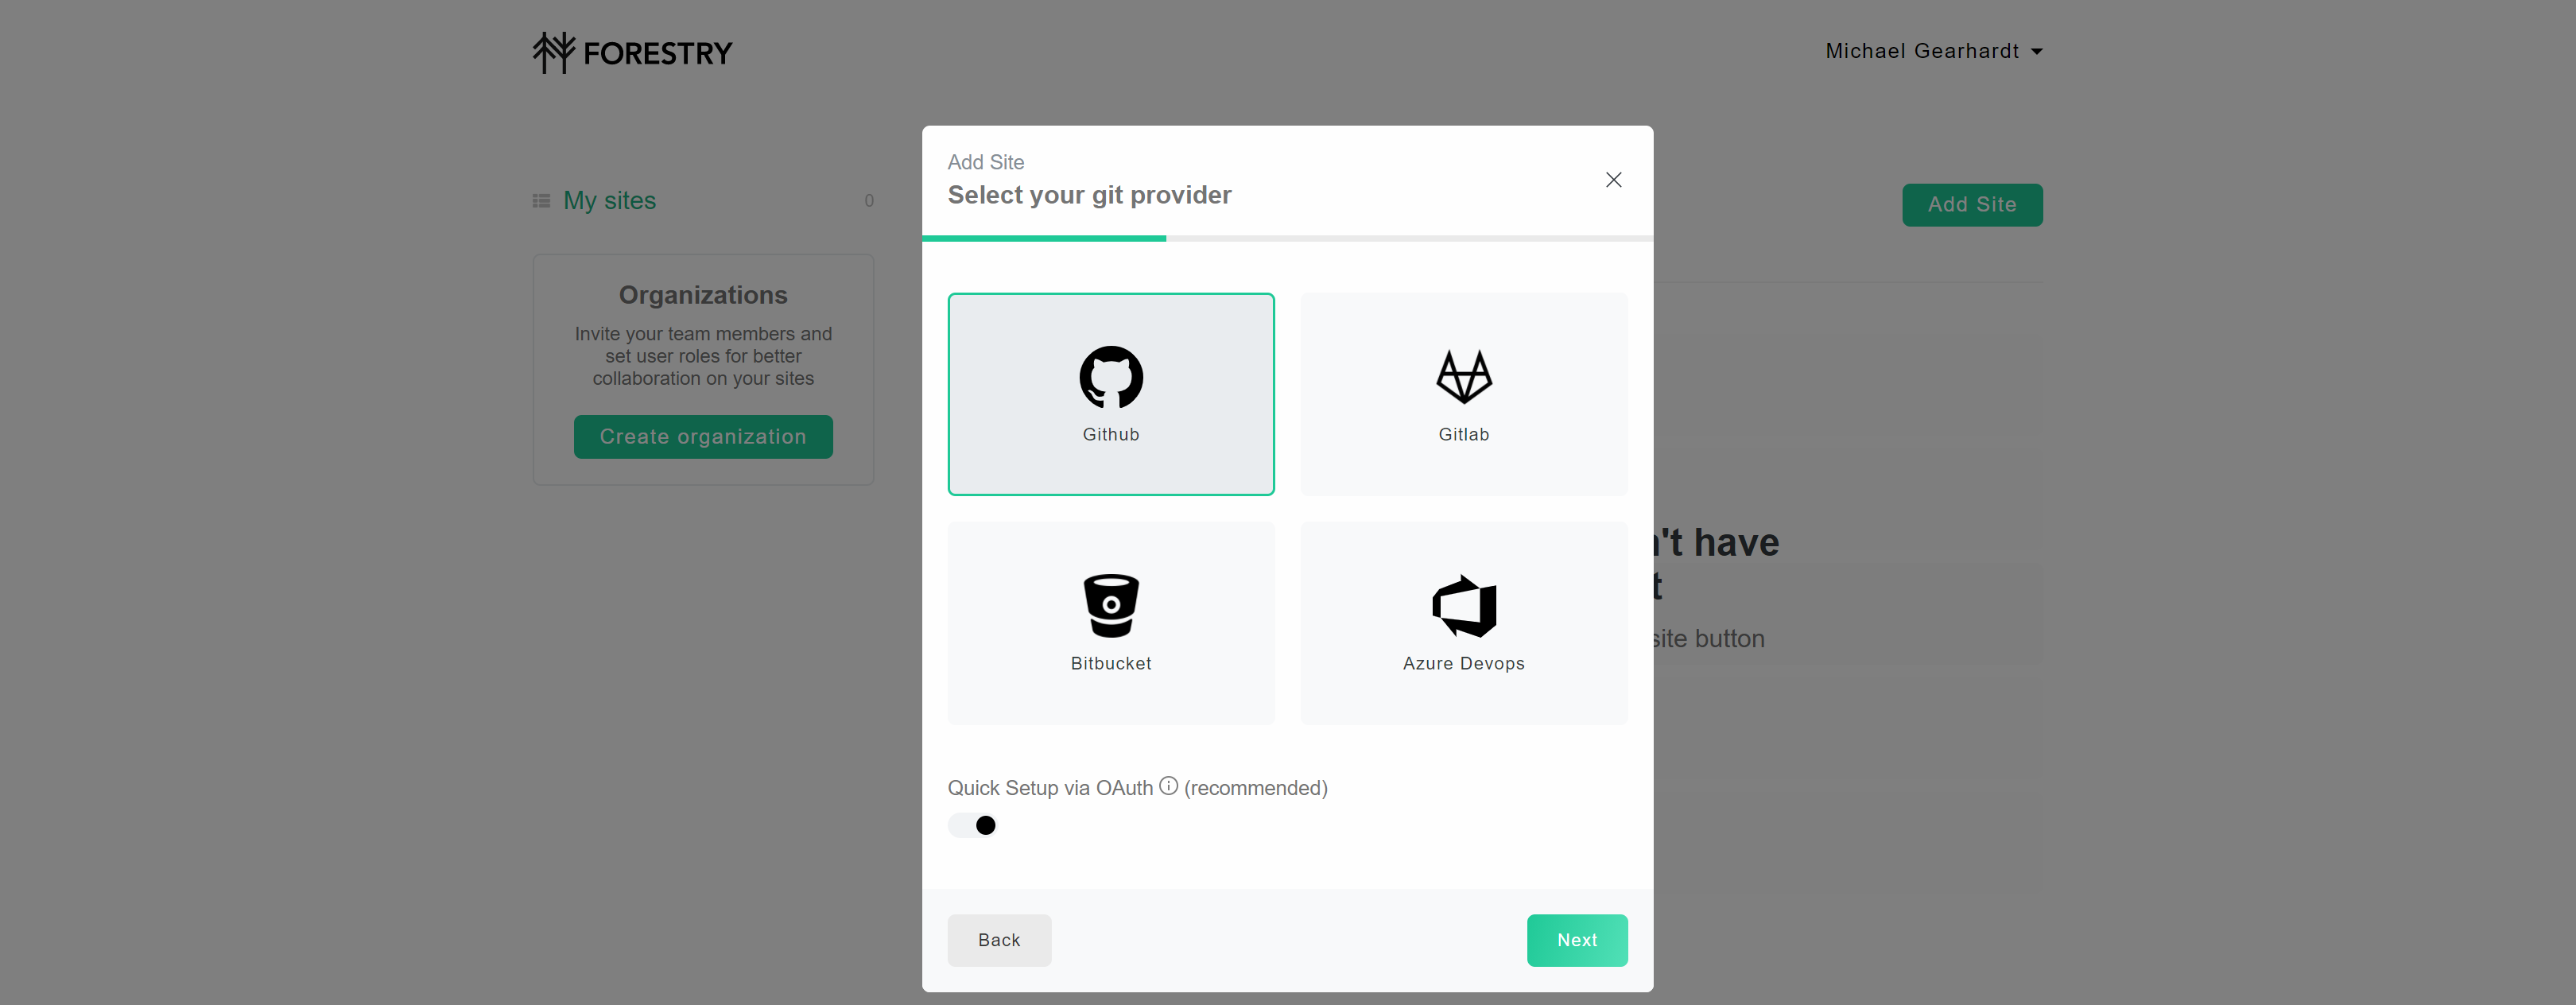 FORESTRY
Michael Gearhardt
My sites
0
Add Site
Organizations
Invite your team members and
set user roles for better
collaboration on your sites
Create organization
Add Site
Select your git provider
Github
Gitlab
Bitbucket
Azure Devops
Quick Setup via OAuth (recommended)
Back
Next
't have
t
site button